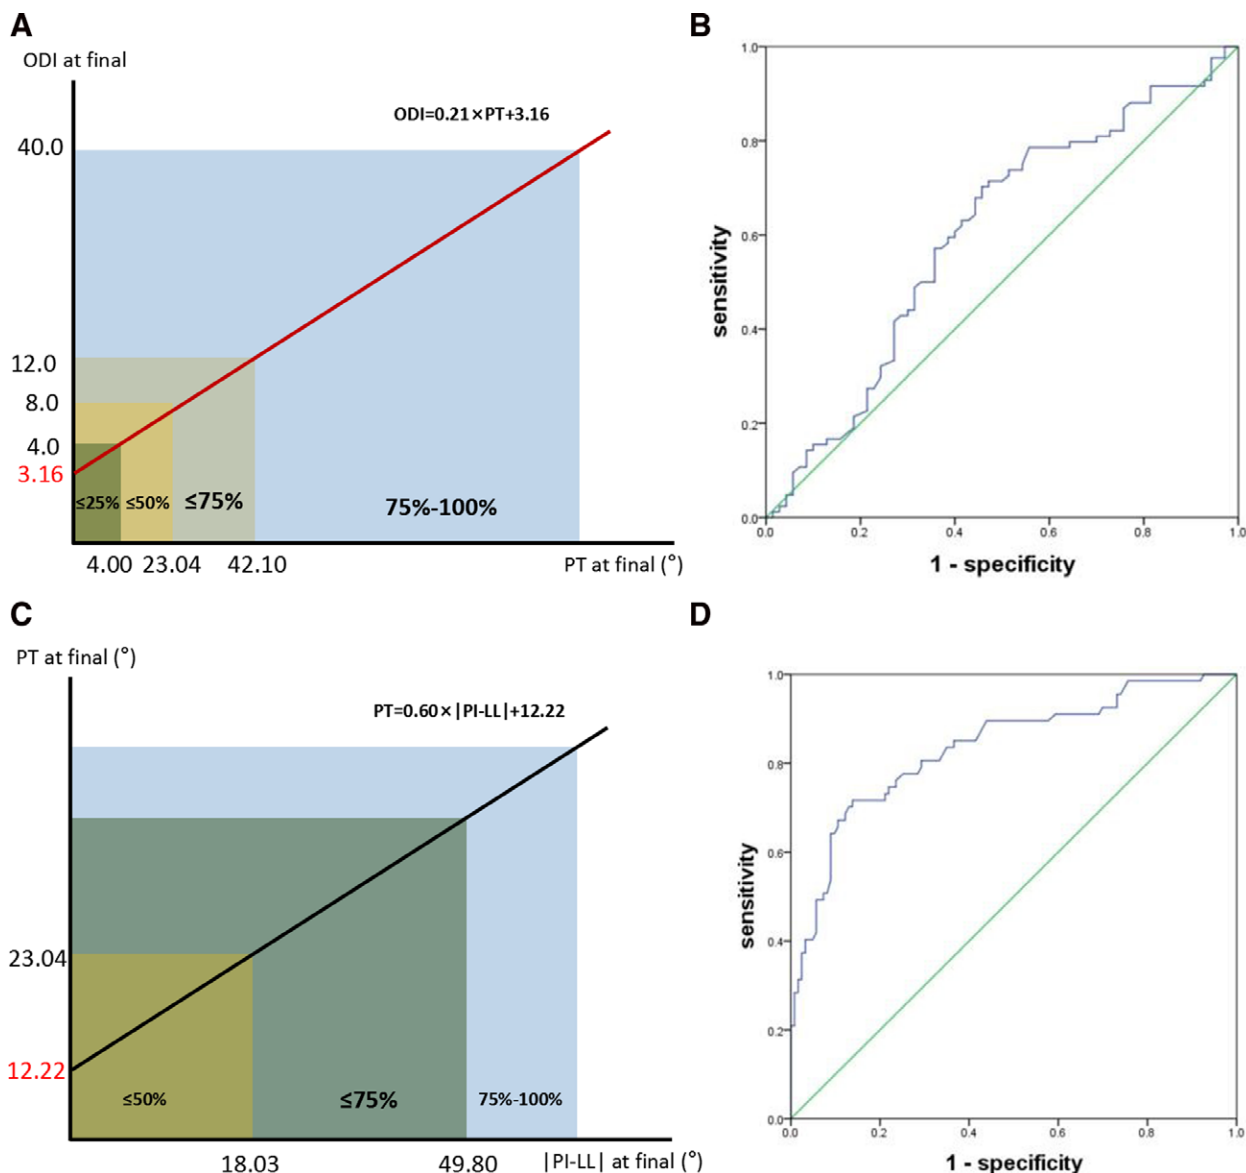 A
ODI at final
ODI=0.21×PT+3.16
40.0
12.0
8.0
4.0
3.16
≤25% ≤50% ≤75% 75%-100%
4.00 23.04 42.10 PT at final (°)
B
1.0
0.8
0.6
0.4
0.2
0.0
sensitivity
0.0 0.2 0.4 0.6 0.8 1.0
1 - specificity
C
PT at final (°)
PT=0.60×|PI-LL|+12.22
23.04
12.22
≤50% ≤75% 75%-100%
18.03 49.80 |PI-LL| at final (°)
D
1.0
0.8
0.6
0.4
0.2
0.0
sensitivity
0.0 0.2 0.4 0.6 0.8 1.0
1 - specificity